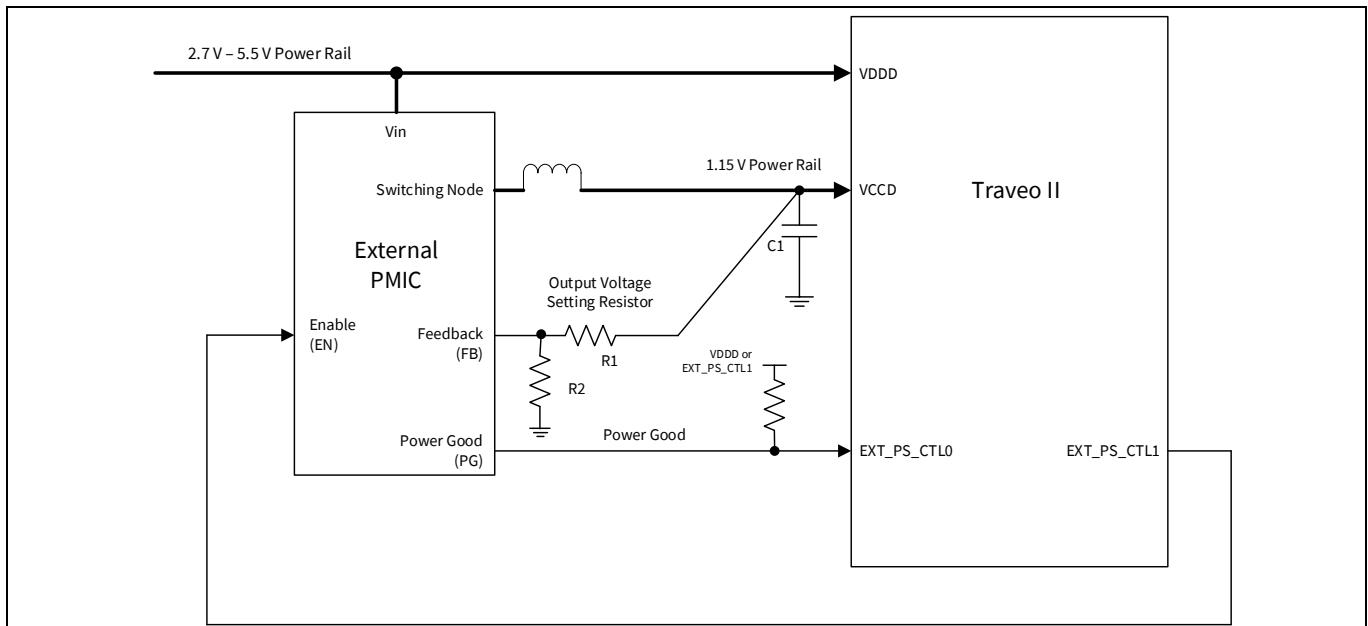 2.7 V – 5.5 V Power Rail
VDDD
Vin
1.15 V Power Rail
Switching Node
VCCD
Traveo II
External
PMIC
C1
Output Voltage
Setting Resistor
Enable
(EN)
Feedback
(FB)
R1
VDDD or
EXT_PS_CTL1
R2
Power Good
(PG)
Power Good
EXT_PS_CTL0
EXT_PS_CTL1